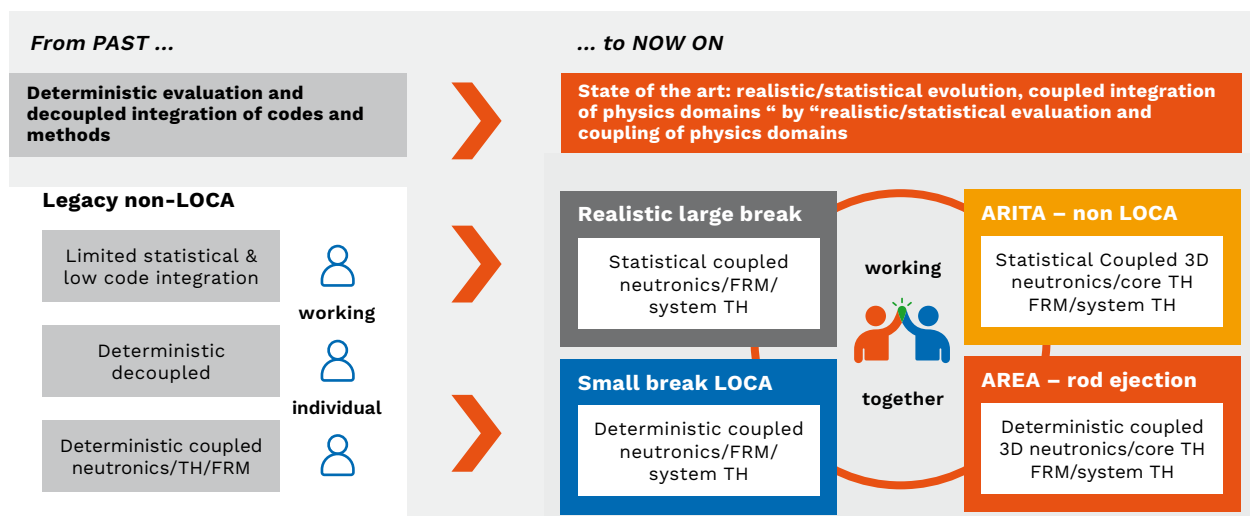 From PAST ...
... to NOW ON
Deterministic evaluation and
decoupled integration of codes and
methods
State of the art: realistic/statistical evolution, coupled integration
of physics domains “ by “realistic/statistical evaluation and
coupling of physics domains
Legacy non-LOCA
Limited statistical &
low code integration
working
Deterministic
decoupled
individual
Deterministic coupled
neutronics/TH/FRM
Realistic large break
Statistical coupled
neutronics/FRM/
system TH
working
together
ARITA – non LOCA
Statistical Coupled 3D
neutronics/core TH
FRM/system TH
Small break LOCA
Deterministic coupled
neutronics/FRM/
system TH
AREA – rod ejection
Deterministic coupled
3D neutronics/core TH
FRM/system TH